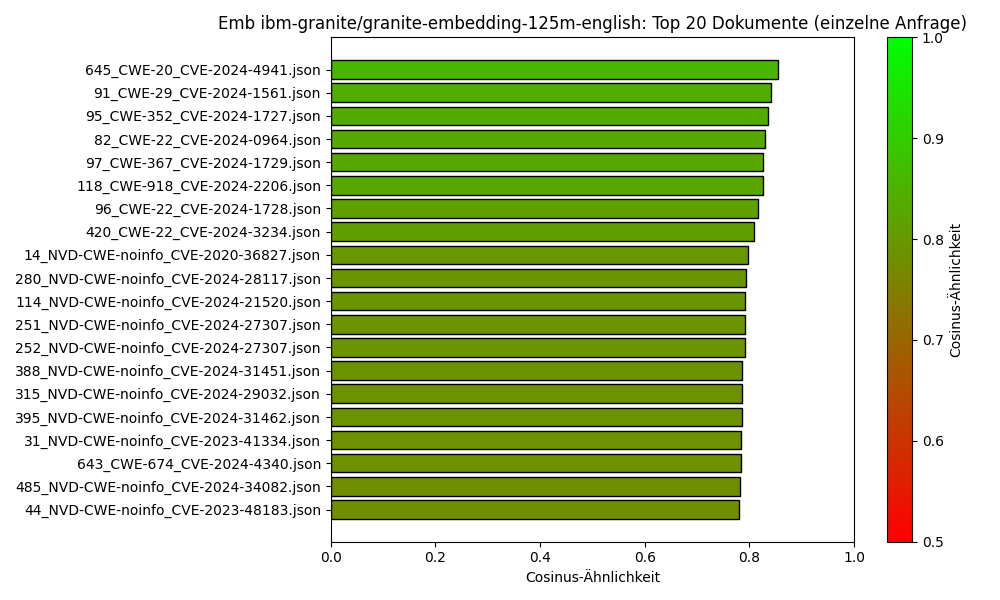 Emb ibm-granite/granite-embedding-125m-english: Top 20 Dokumente (einzelne Anfrage)
645_CWE-20_CVE-2024-4941.json
91_CWE-29_CVE-2024-1561.json
95_CWE-352_CVE-2024-1727.json
82_CWE-22_CVE-2024-0964.json
97_CWE-367_CVE-2024-1729.json
118_CWE-918_CVE-2024-2206.json
96_CWE-22_CVE-2024-1728.json
420_CWE-22_CVE-2024-3234.json
14_NVD-CWE-noinfo_CVE-2020-36827.json
280_NVD-CWE-noinfo_CVE-2024-28117.json
114_NVD-CWE-noinfo_CVE-2024-21520.json
251_NVD-CWE-noinfo_CVE-2024-27307.json
252_NVD-CWE-noinfo_CVE-2024-27307.json
388_NVD-CWE-noinfo_CVE-2024-31451.json
315_NVD-CWE-noinfo_CVE-2024-29032.json
395_NVD-CWE-noinfo_CVE-2024-31462.json
31_NVD-CWE-noinfo_CVE-2023-41334.json
643_CWE-674_CVE-2024-4340.json
485_NVD-CWE-noinfo_CVE-2024-34082.json
44_NVD-CWE-noinfo_CVE-2023-48183.json
0.0 0.2 0.4 0.6 0.8 1.0
Cosinus-Ähnlichkeit
1.0
0.9
0.8
0.7
0.6
0.5
Cosinus-Ähnlichkeit